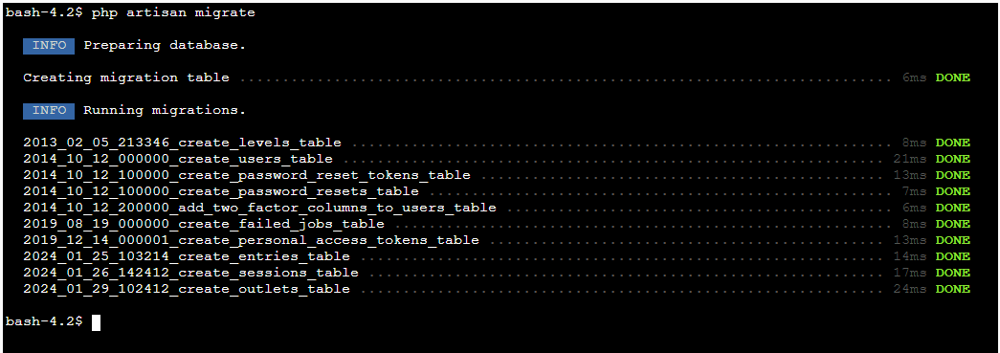 bash-4.2$ php artisan migrate
INFO Preparing database.
Creating migration table ............................................................................ 6ms DONE
INFO Running migrations.
2013_02_05_213346_create_levels_table ............................................................... 8ms DONE
2014_10_12_000000_create_users_table ............................................................... 21ms DONE
2014_10_12_100000_create_password_reset_tokens_table ............................................... 13ms DONE
2014_10_12_100000_create_password_resets_table ...................................................... 7ms DONE
2014_10_12_200000_add_two_factor_columns_to_users_table ............................................. 6ms DONE
2019_08_19_000000_create_failed_jobs_table .......................................................... 8ms DONE
2019_12_14_000001_create_personal_access_tokens_table .............................................. 13ms DONE
2024_01_25_103214_create_entries_table ............................................................. 14ms DONE
2024_01_26_142412_create_sessions_table ............................................................ 17ms DONE
2024_01_29_102412_create_outlets_table ............................................................. 24ms DONE
bash-4.2$